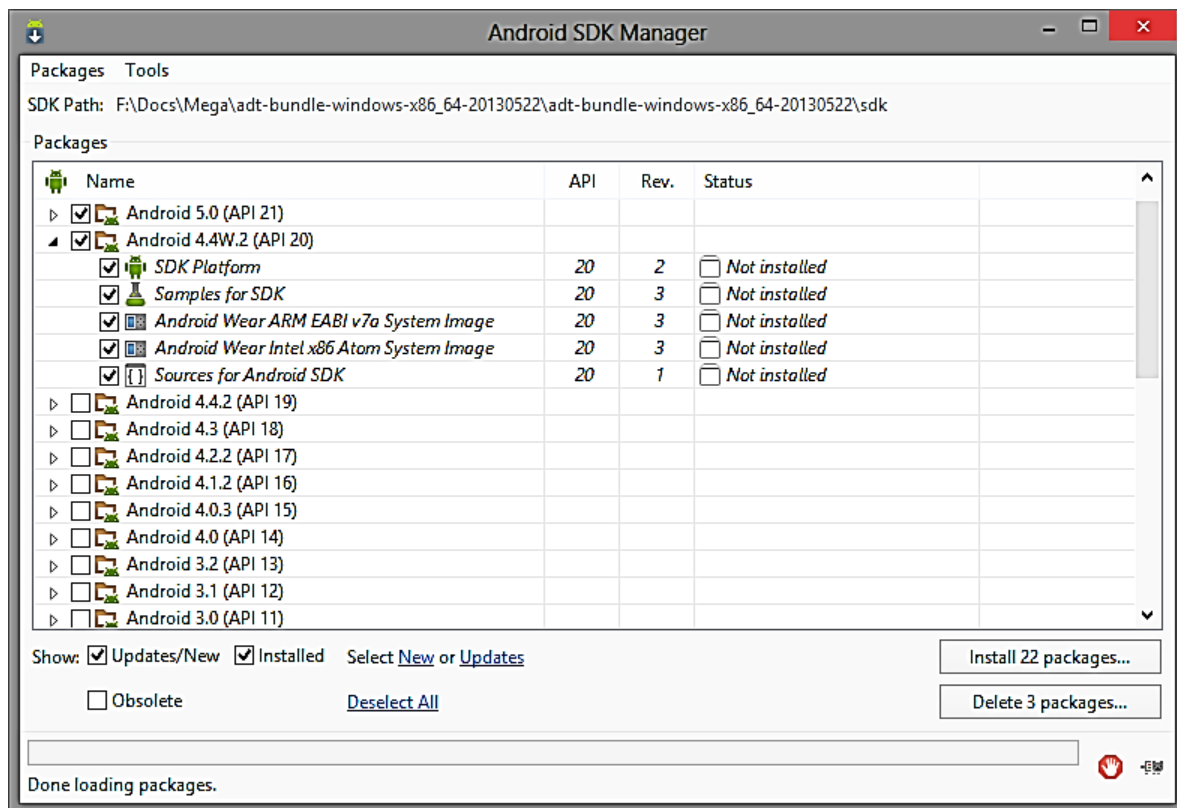 Android SDK Manager
Packages Tools
SDK Path: F:\Docs\Mega\adt-bundle-windows-x86_64-20130522\adt-bundle-windows-x86_64-20130522\sdk
Packages
Name API Rev. Status
Android 5.0 (API 21)
Android 4.4W.2 (API 20)
SDK Platform 20 2 Not installed
Samples for SDK 20 3 Not installed
Android Wear ARM EABI v7a System Image 20 3 Not installed
Android Wear Intel x86 Atom System Image 20 3 Not installed
Sources for Android SDK 20 1 Not installed
Android 4.4.2 (API 19)
Android 4.3 (API 18)
Android 4.2.2 (API 17)
Android 4.1.2 (API 16)
Android 4.0.3 (API 15)
Android 4.0 (API 14)
Android 3.2 (API 13)
Android 3.1 (API 12)
Android 3.0 (API 11)
Show: Updates/New Installed Select New or Updates Install 22 packages...
Obsolete Deselect All Delete 3 packages...
Done loading packages.